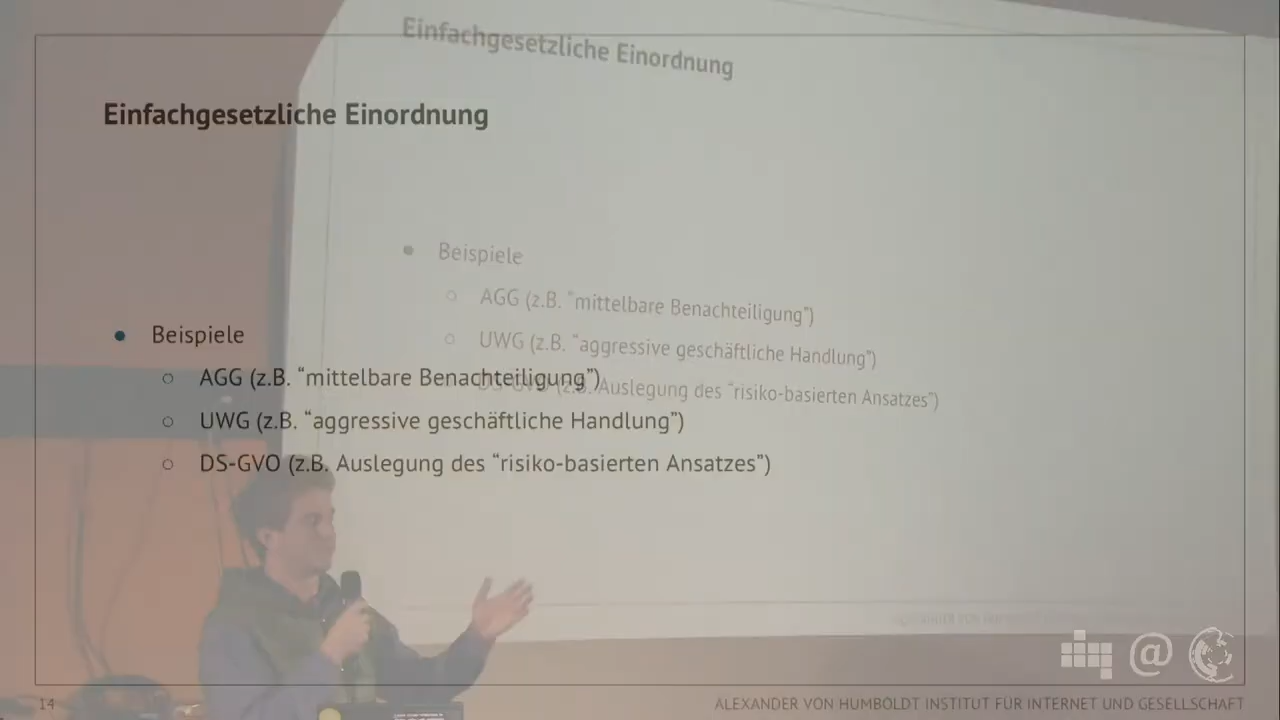 Einfachgesetzliche Einordnung
Einfachgesetzliche Einordnung
Beispiele
AGG (z.B. “mittelbare Benachteiligung”)
UWG (z.B. “aggressive geschäftliche Handlung”)
DS-GVO (z.B. Auslegung des “risiko-basierten Ansatzes”)
Beispiele
AGG (z.B. “mittelbare Benachteiligung”)
UWG (z.B. “aggressive geschäftliche Handlung”)
DS-GVO (z.B. Auslegung des “risiko-basierten Ansatzes”)
@
14
ALEXANDER VON HUMBOLDT INSTITUT FÜR INTERNET UND GESELLSCHAFT